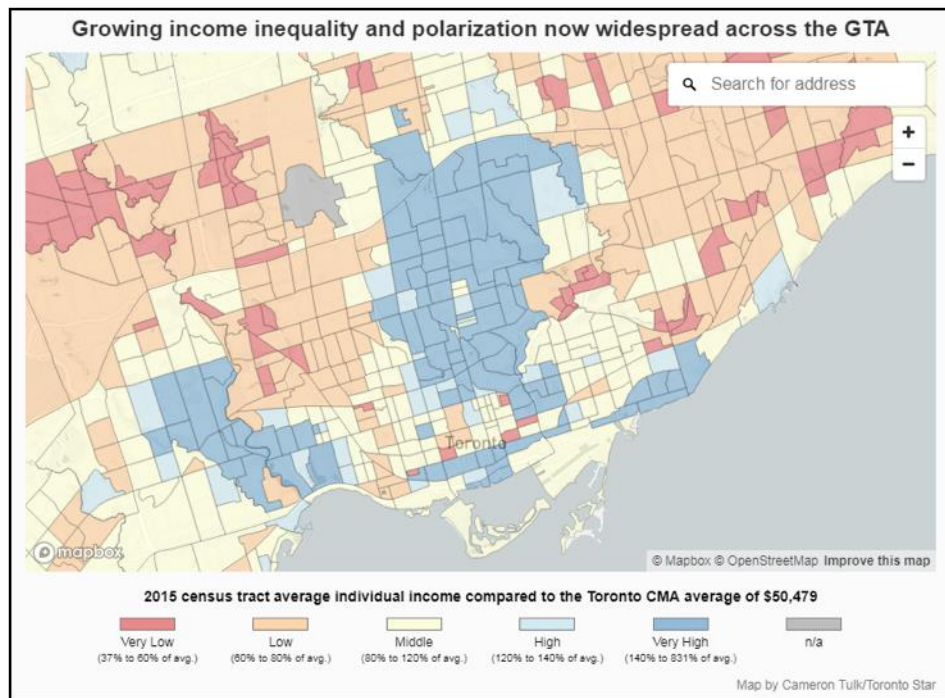 Growing income inequality and polarization now widespread across the GTA
Search for address
+
−
Toronto
mapbox
© Mapbox © OpenStreetMap Improve this map
2015 census tract average individual income compared to the Toronto CMA average of $50,479
Very Low Low Middle High Very High n/a
(37% to 60% of avg.) (60% to 80% of avg.) (80% to 120% of avg.) (120% to 140% of avg.) (140% to 831% of avg.)
Map by Cameron Tulk/Toronto Star